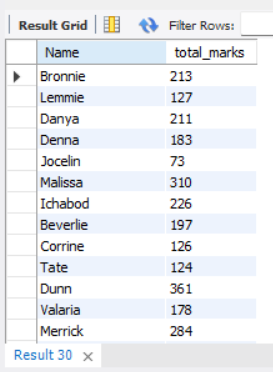 Result Grid Filter Rows:
Name total_marks
Bronnie 213
Lemmie 127
Danya 211
Denna 183
Jocelin 73
Malissa 310
Ichabod 226
Beverlie 197
Corrine 126
Tate 124
Dunn 361
Valaria 178
Merrick 284
Result 30 ×